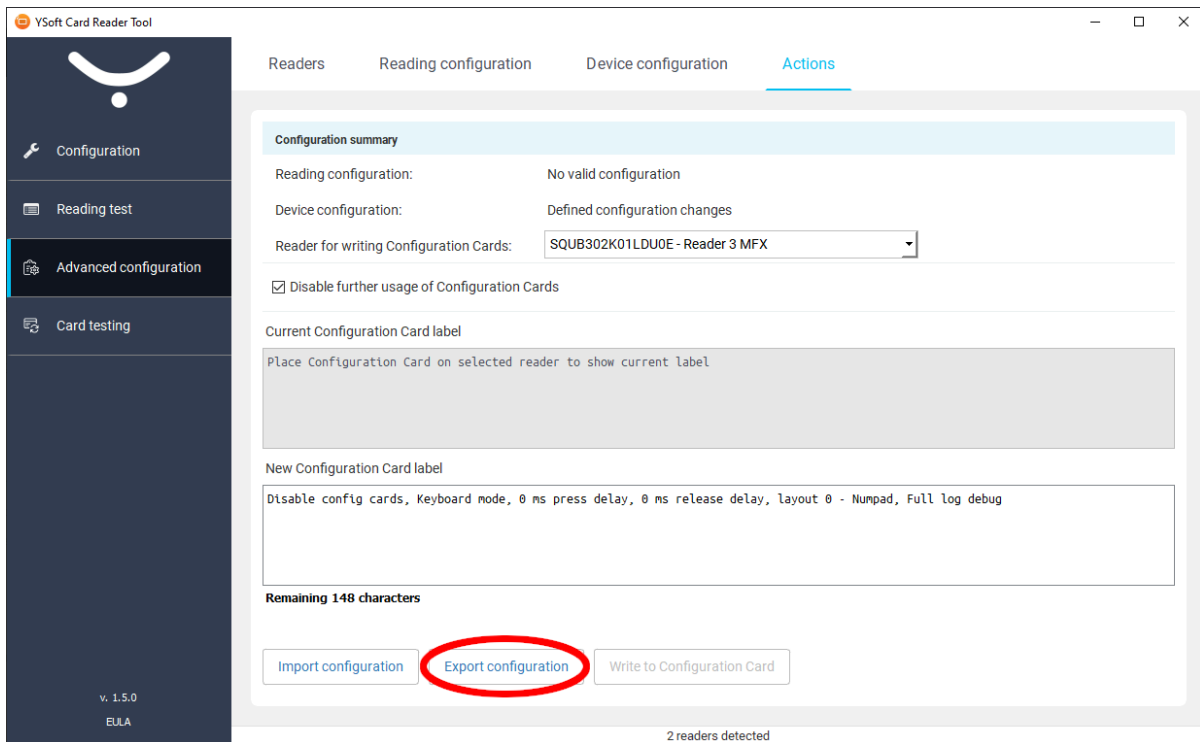 YSoft Card Reader Tool
Readers Reading configuration Device configuration Actions
Configuration
Reading test
Advanced configuration
Card testing
Configuration summary
Reading configuration: No valid configuration
Device configuration: Defined configuration changes
Reader for writing Configuration Cards: SQUB302K01LDU0E - Reader 3 MFX
Disable further usage of Configuration Cards
Current Configuration Card label
Place Configuration Card on selected reader to show current label
New Configuration Card label
Disable config cards, Keyboard mode, 0 ms press delay, 0 ms release delay, layout 0 - Numpad, Full log debug
Remaining 148 characters
Import configuration Export configuration Write to Configuration Card
v. 1.5.0
EULA
2 readers detected